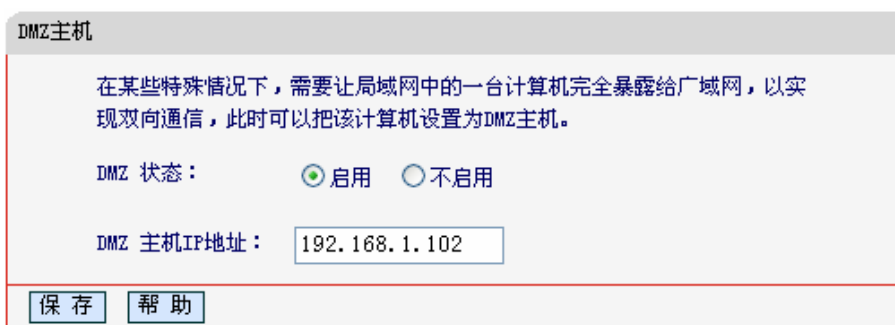 DMZ主机
在某些特殊情况下，需要让局域网中的一台计算机完全暴露给广域网，以实
现双向通信，此时可以把该计算机设置为DMZ主机。
DMZ 状态： 启用 不启用
DMZ 主机IP地址： 192.168.1.102
保 存 帮 助